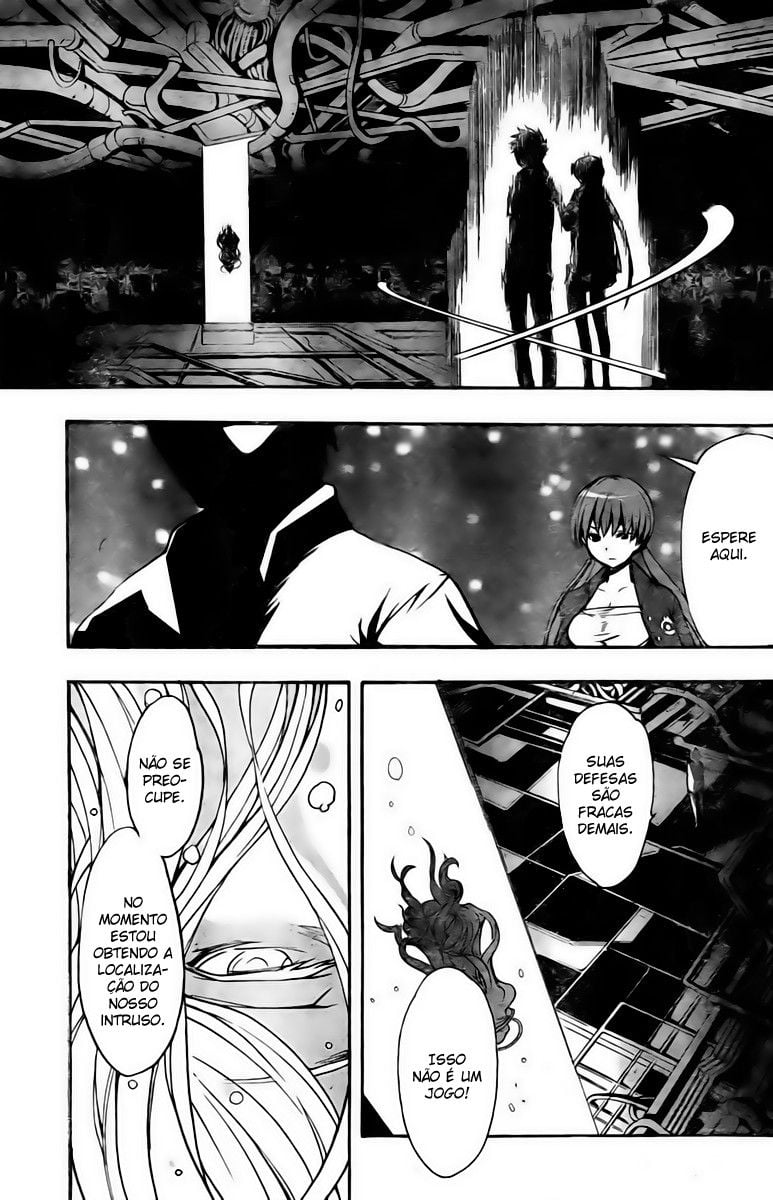 ESPERE
AQUI.
SUAS
DEFESAS
SÃO
FRACAS
DEMAIS.
ISSO
NÃO É UM
JOGO!
NÃO SE
PREO-
CUPE.
NO
MOMENTO
ESTOU
OBTENDO A
LOCALIZA-
ÇÃO DO
NOSSO
INTRUSO.